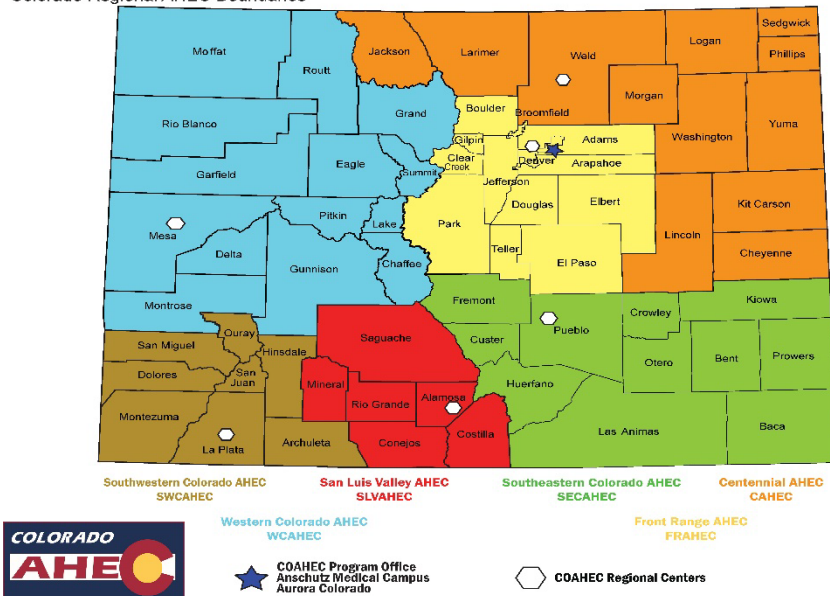 Colorado Regional AHEC Boundaries
Moffat
Routt
Jackson
Larimer
Weld
Logan
Sedgwick
Phillips
Morgan
Grand
Boulder
Broomfield
Rio Blanco
Washington
Yuma
Gilpin
Adams
Clear
Creek
Denver
Arapahoe
Garfield
Eagle
Summit
Jefferson
Douglas
Elbert
Pitkin
Lake
Park
Lincoln
Kit Carson
Mesa
Delta
Gunnison
Chaffee
Teller
El Paso
Cheyenne
Montrose
Fremont
Crowley
Kiowa
Ouray
Saguache
Pueblo
San Miguel
Hinsdale
Custer
Otero
Bent
Prowers
Dolores
San
Juan
Mineral
Rio Grande
Alamosa
Huerfano
Montezuma
La Plata
Archuleta
Conejos
Costilla
Las Animas
Baca
Southwestern Colorado AHEC
SWCAHEC
San Luis Valley AHEC
SLVAHEC
Southeastern Colorado AHEC
SECAHEC
Centennial AHEC
CAHEC
Western Colorado AHEC
WCAHEC
Front Range AHEC
FRAHEC
COLORADO
AHEC
COAHEC Program Office
Anschutz Medical Campus
Aurora Colorado
COAHEC Regional Centers